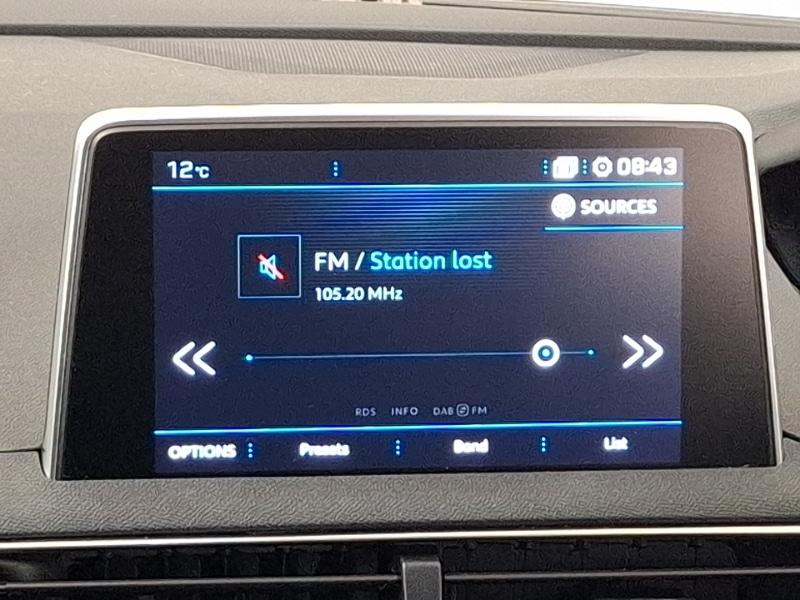 12°C
08:43
SOURCES
FM / Station lost
105.20 MHz
RDS INFO DAB FM
OPTIONS Presets Band List